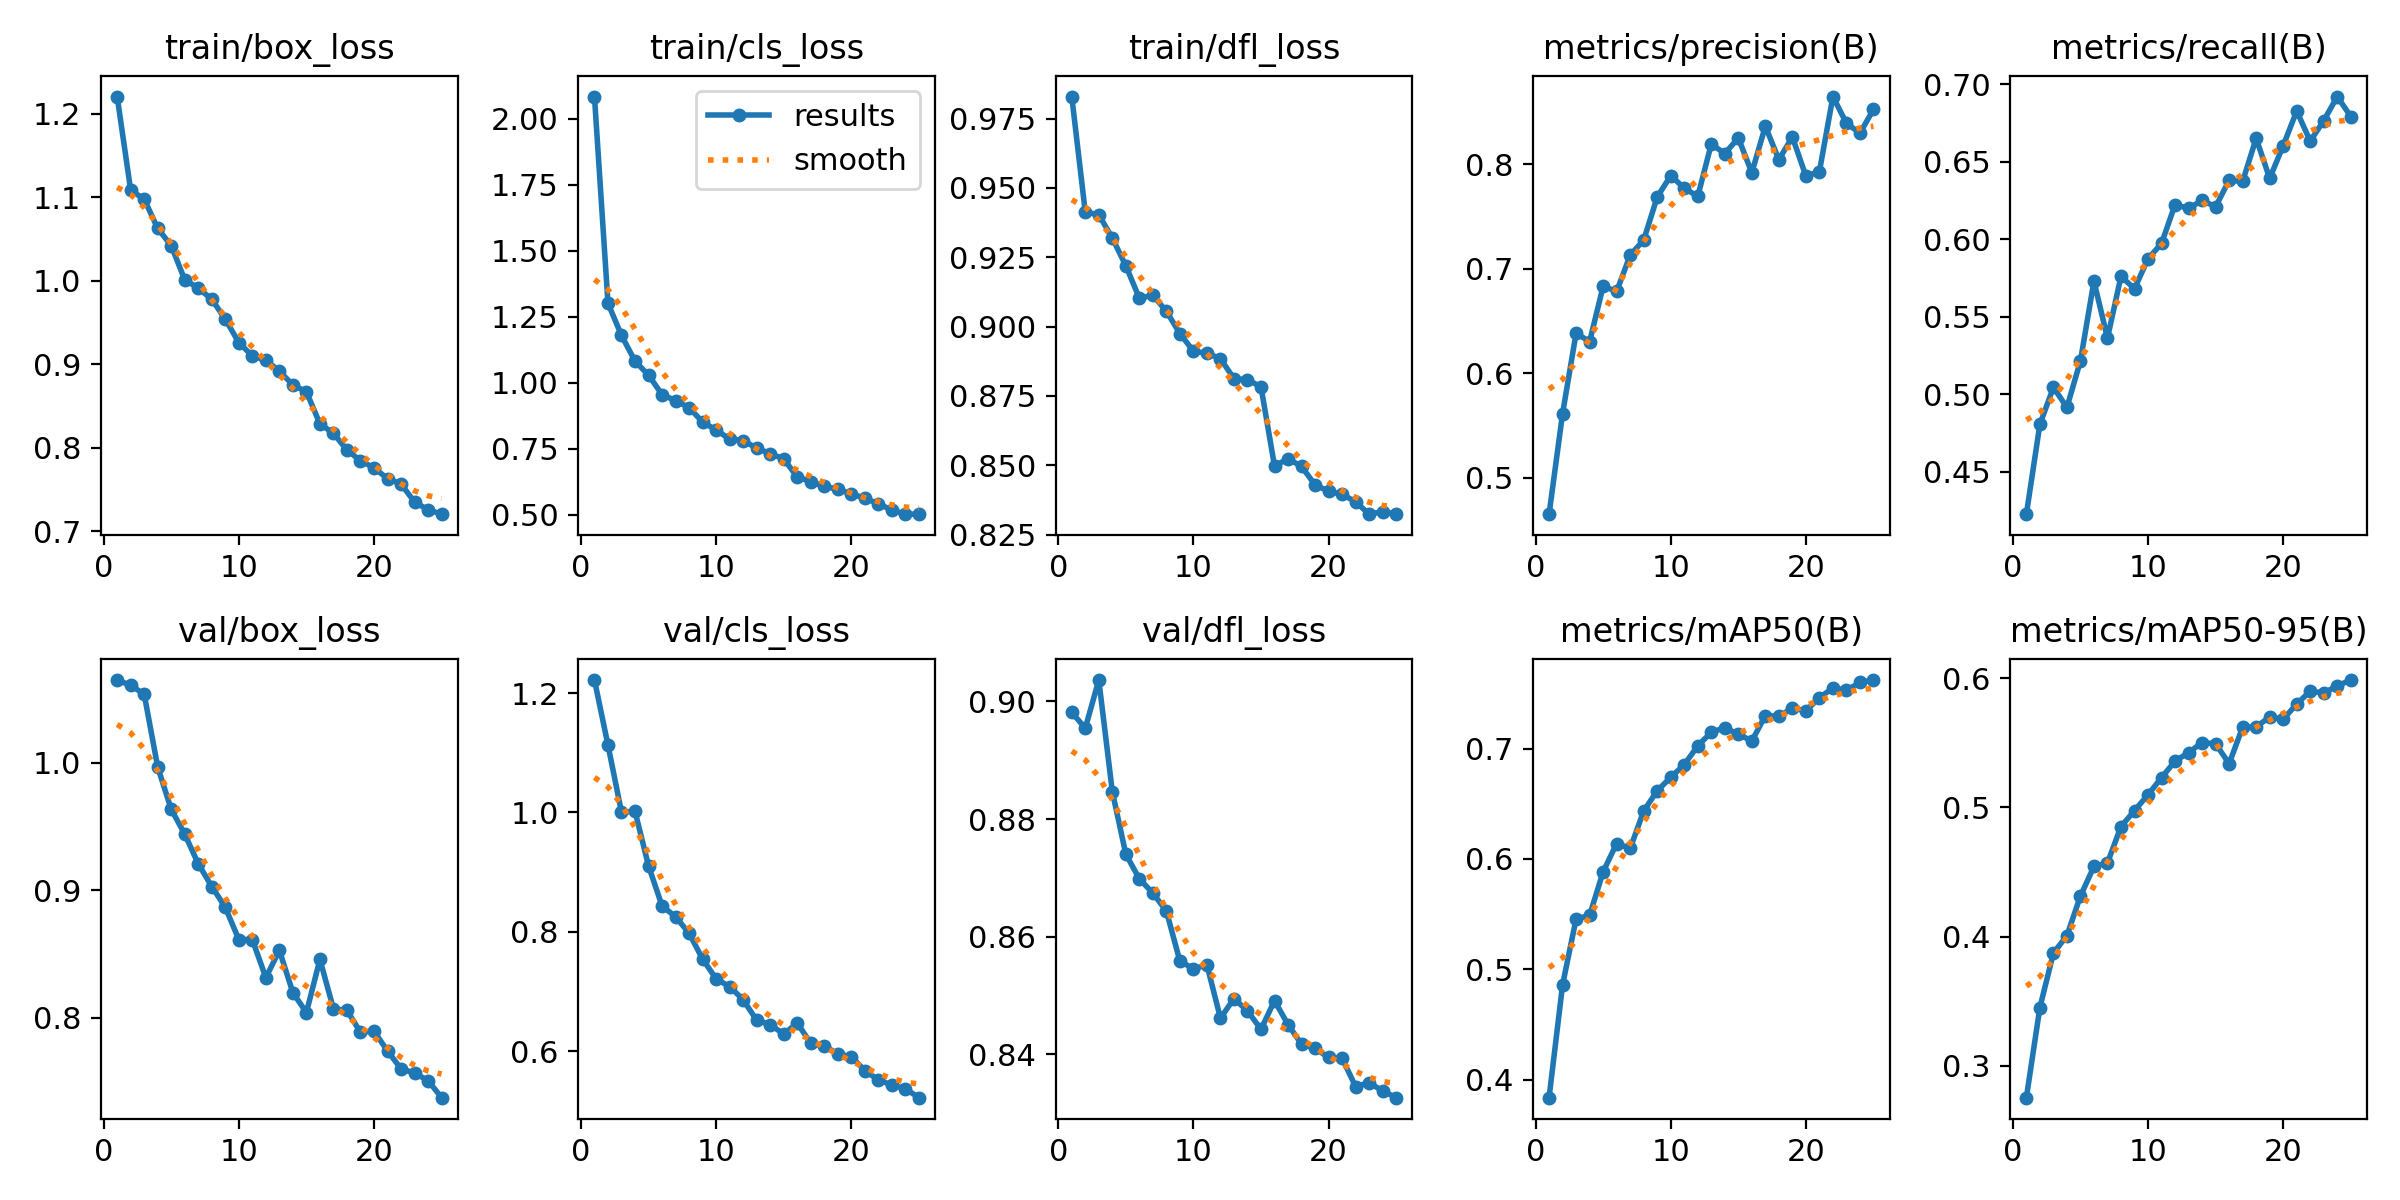 train/box_loss
1.2
1.1
1.0
0.9
0.8
0.7
0 10 20
train/cls_loss
results
smooth
2.00
1.75
1.50
1.25
1.00
0.75
0.50
0 10 20
train/dfl_loss
0.975
0.950
0.925
0.900
0.875
0.850
0.825
0 10 20
metrics/precision(B)
0.8
0.7
0.6
0.5
0 10 20
metrics/recall(B)
0.70
0.65
0.60
0.55
0.50
0.45
0 10 20
val/box_loss
1.0
0.9
0.8
0 10 20
val/cls_loss
1.2
1.0
0.8
0.6
0 10 20
val/dfl_loss
0.90
0.88
0.86
0.84
0 10 20
metrics/mAP50(B)
0.7
0.6
0.5
0.4
0 10 20
metrics/mAP50-95(B)
0.6
0.5
0.4
0.3
0 10 20